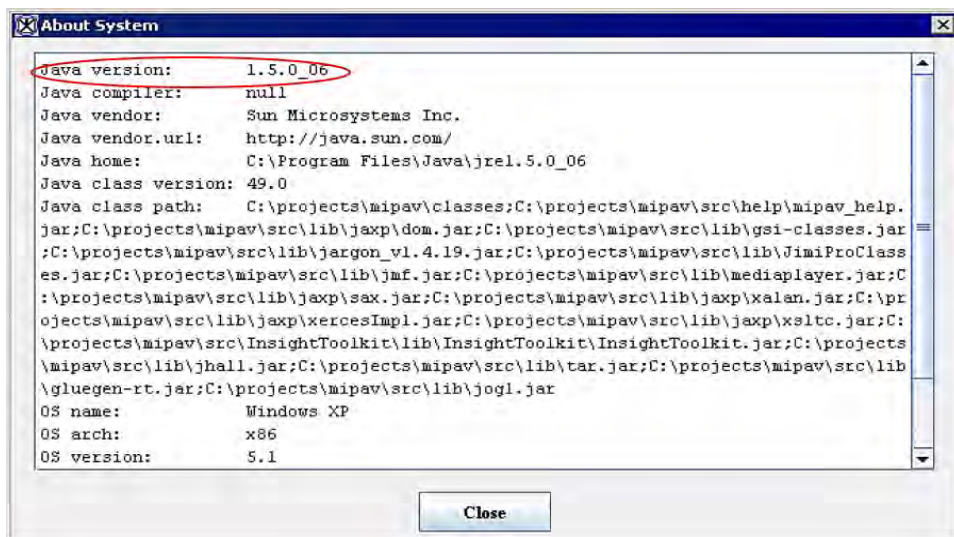 About System
Java version: 1.5.0_06
Java compiler: null
Java vendor: Sun Microsystems Inc.
Java vendor.url: http://java.sun.com/
Java home: C:\Program Files\Java\jre1.5.0_06
Java class version: 49.0
Java class path: C:\projects\mipav\classes;C:\projects\mipav\src\help\mipav_help.
jar;C:\projects\mipav\src\lib\jaxp\dom.jar;C:\projects\mipav\src\lib\gsi-classes.jar
;C:\projects\mipav\src\lib\jargon_v1.4.19.jar;C:\projects\mipav\src\lib\JimiProClass
es.jar;C:\projects\mipav\src\lib\jmf.jar;C:\projects\mipav\src\lib\mediaplayer.jar;C
:\projects\mipav\src\lib\jaxp\sax.jar;C:\projects\mipav\src\lib\jaxp\xalan.jar;C:\pr
ojects\mipav\src\lib\jaxp\xercesImpl.jar;C:\projects\mipav\src\lib\jaxp\xsltc.jar;C:
\projects\mipav\src\InsightToolkit\lib\InsightToolkit\InsightToolkit.jar;C:\projects
\mipav\src\lib\jhall.jar;C:\projects\mipav\src\lib\tar.jar;C:\projects\mipav\src\lib
\gluegen-rt.jar;C:\projects\mipav\src\lib\jogl.jar
OS name: Windows XP
OS arch: x86
OS version: 5.1
Close